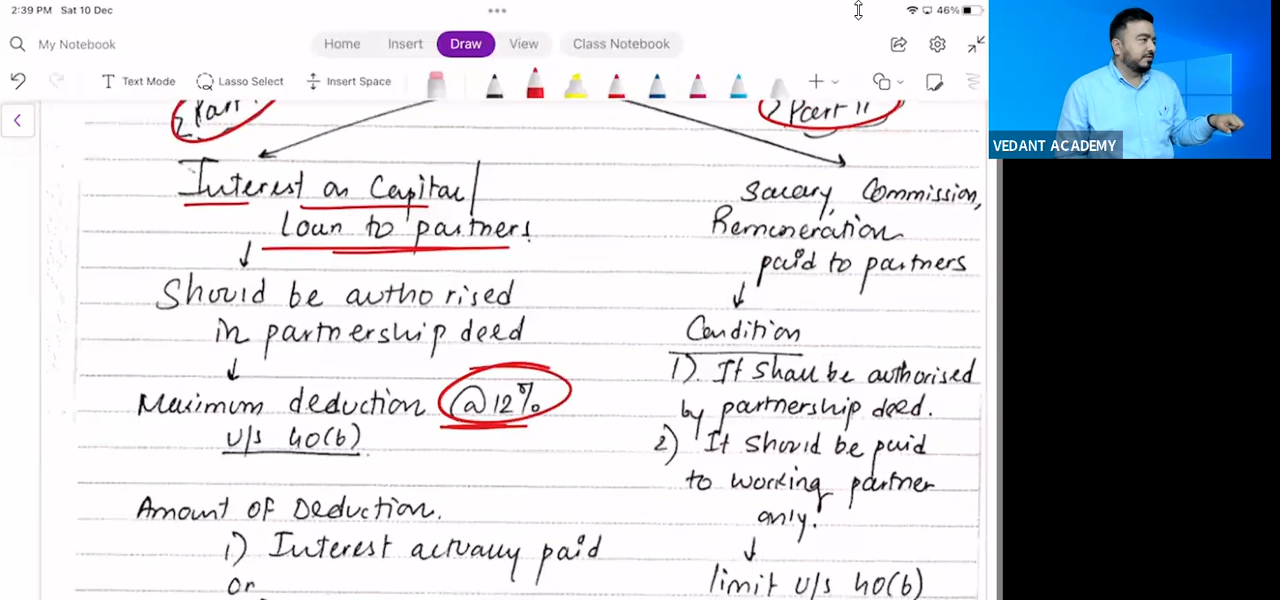 2:39 PM Sat 10 Dec
46%
My Notebook
Home Insert Draw View Class Notebook
Text Mode Lasso Select Insert Space
Part II
Interest on Capital/
Loan to partners.
↓
Should be authorised
in partnership deed
↓
Maximum deduction @12%
u/s 40(b)
Amount of Deduction.
1) Interest actually paid
or
Salary, Commission,
Remuneration
paid to partners
↓
Condition
1). It shall be authorised
by partnership deed.
2) It should be paid
to working partner
only.
↓
limit u/s 40(b)
VEDANT ACADEMY